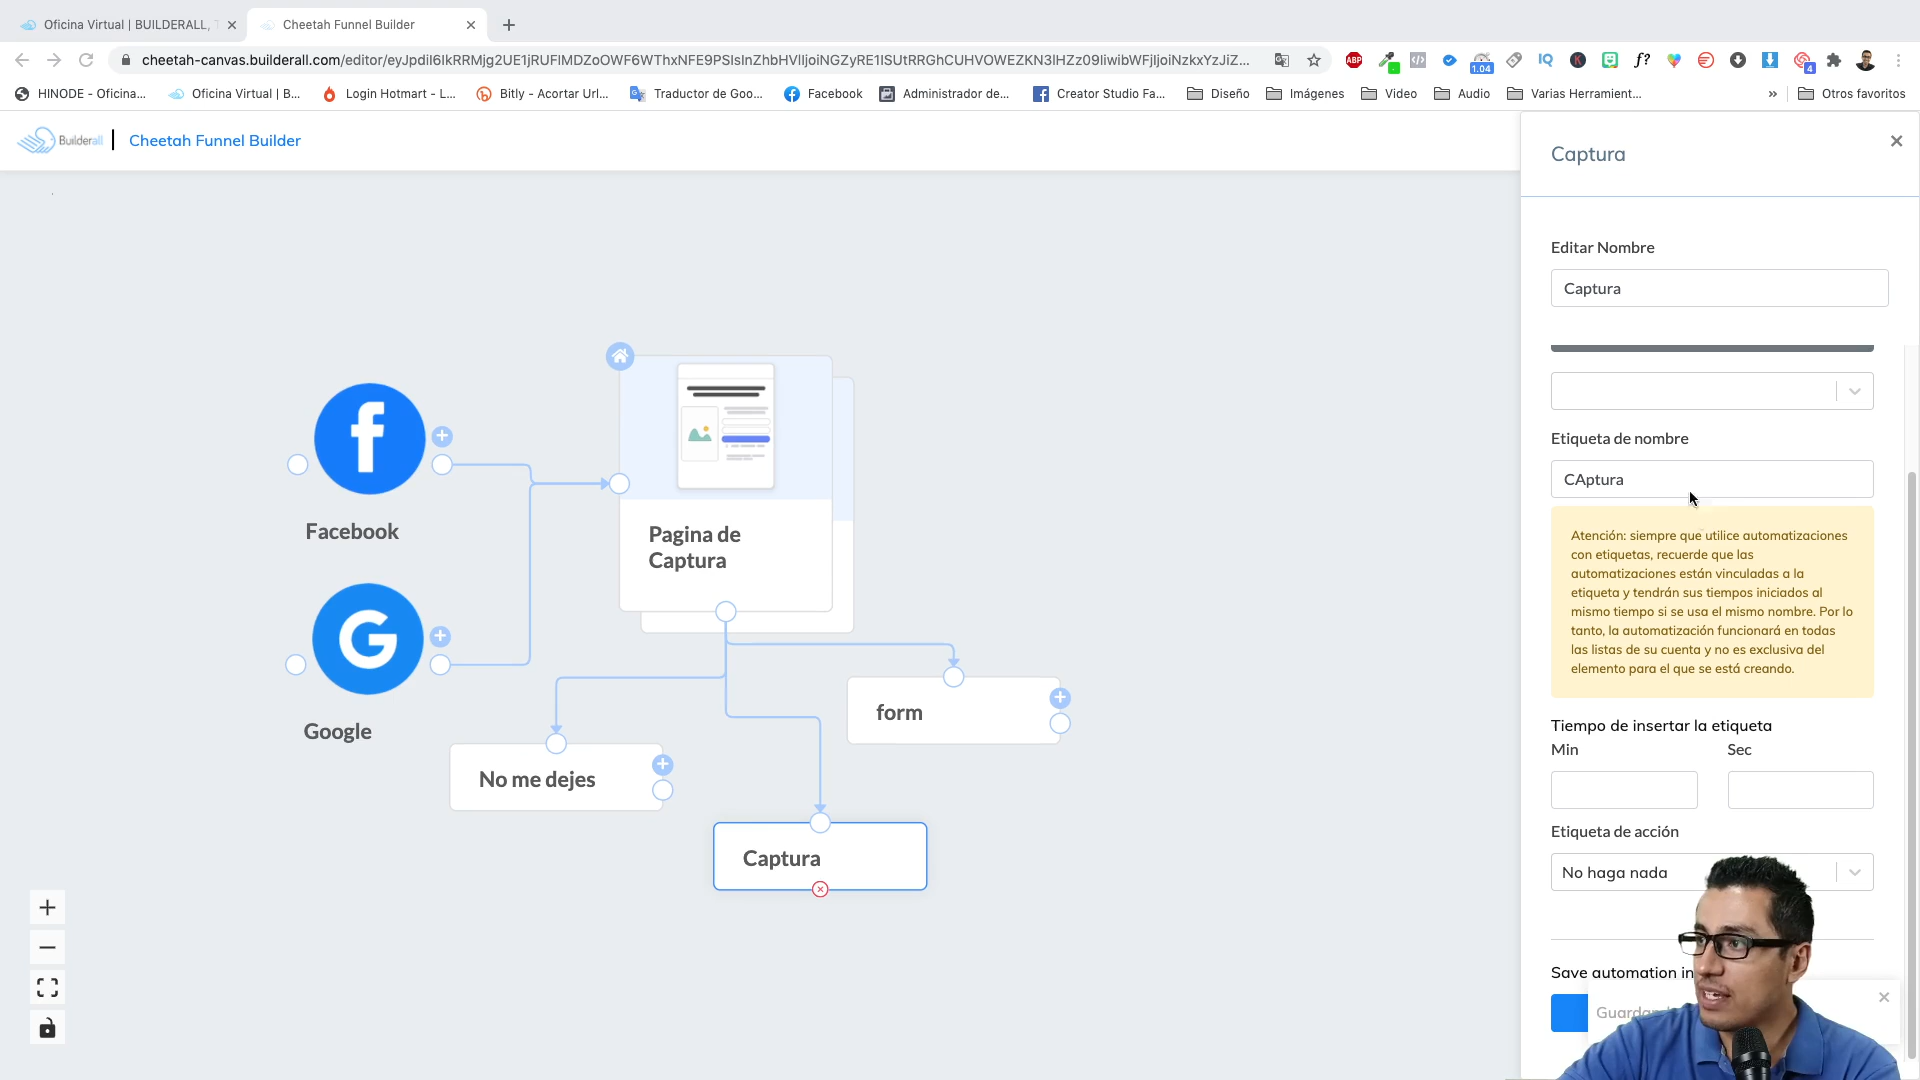 Oficina Virtual | BUILDERALL,
Cheetah Funnel Builder
cheetah-canvas.builderall.com
HINODE - Oficina...
Oficina Virtual | B...
Login Hotmart - L...
Bitly - Acortar Url...
Traductor de Goo...
Facebook
Administrador de...
Creator Studio Fa...
Diseño
Imágenes
Video
Audio
Varias Herramient...
»
Otros favoritos
ABP
1.04
IQ
K
f?
4
Builderall
Cheetah Funnel Builder
Captura
Editar Nombre
Captura
Etiqueta de nombre
CAptura
Atención: siempre que utilice automatizaciones
con etiquetas, recuerde que las
automatizaciones están vinculadas a la
etiqueta y tendrán sus tiempos iniciados al
mismo tiempo si se usa el mismo nombre. Por lo
tanto, la automatización funcionará en todas
las listas de su cuenta y no es exclusiva del
elemento para el que se está creando.
Tiempo de insertar la etiqueta
Min
Sec
Etiqueta de acción
No haga nada
Save automation in
Facebook
Google
Pagina de
Captura
form
No me dejes
Captura